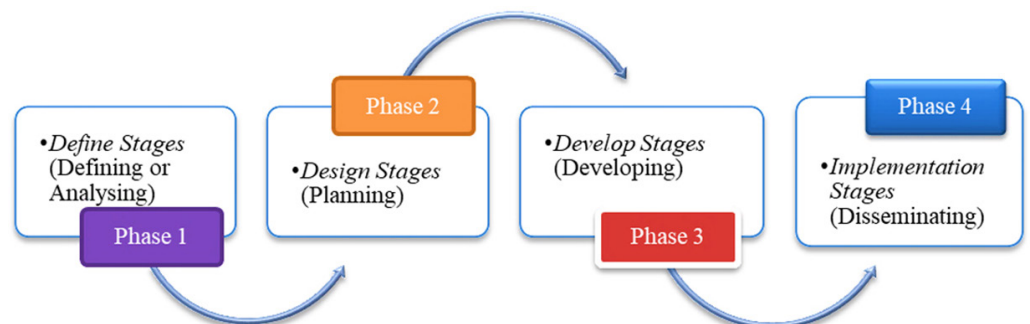 •Define Stages
(Defining or
Analysing)
Phase 1
Phase 2
•Design Stages
(Planning)
•Develop Stages
(Developing)
Phase 3
Phase 4
•Implementation
Stages
(Disseminating)